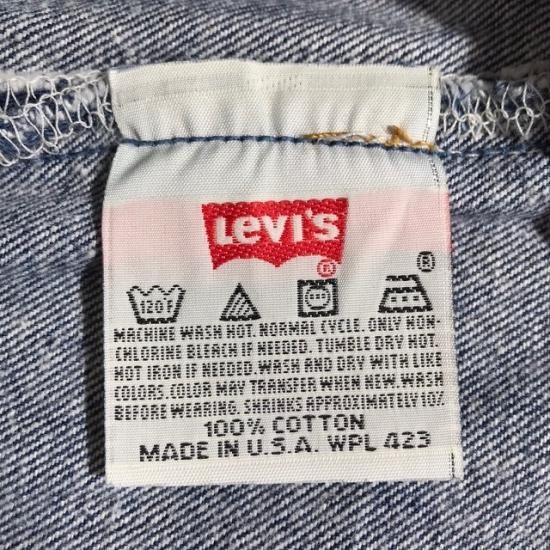 Levi's
®
®
120F
MACHINE WASH HOT. NORMAL CYCLE. ONLY NON-
CHLORINE BLEACH IF NEEDED. TUMBLE DRY HOT.
HOT IRON IF NEEDED. WASH AND DRY WITH LIKE
COLORS. COLOR MAY TRANSFER WHEN NEW. WASH
BEFORE WEARING. SHRINKS APPROXIMATELY 10%.
100% COTTON
MADE IN U.S.A. WPL 423